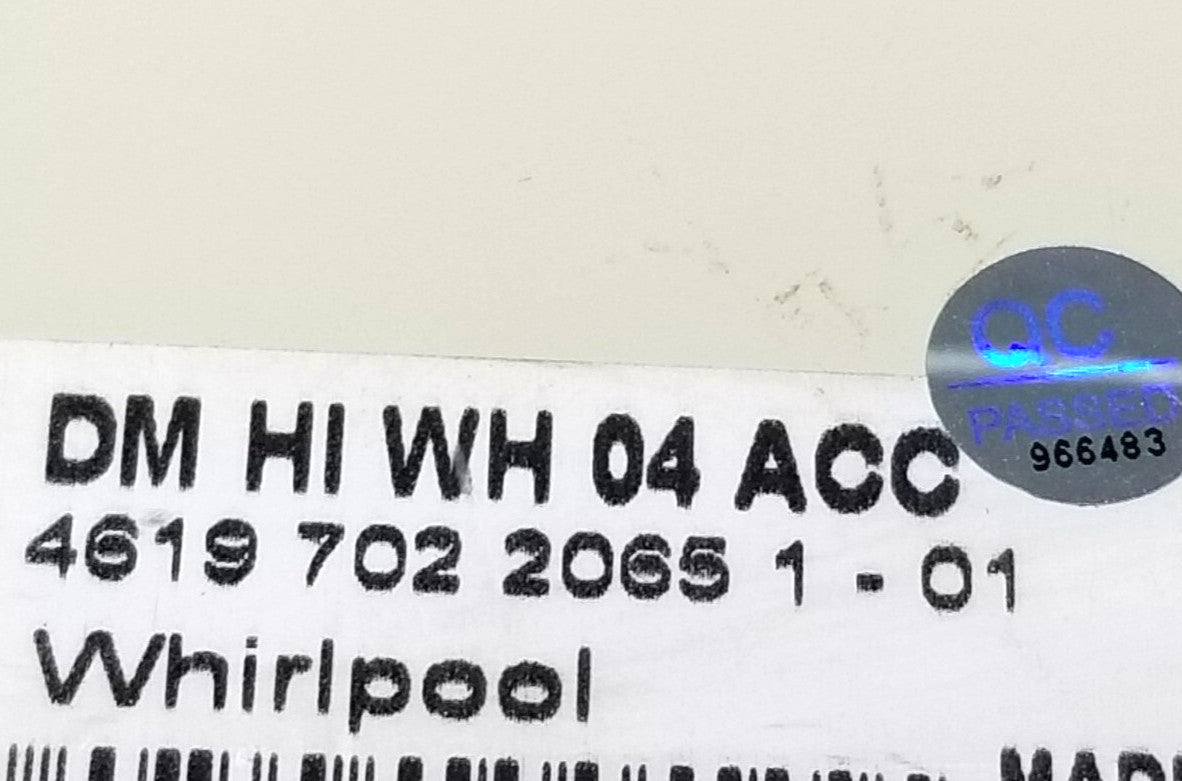 QC
PASSED
966483
DM HI WH 04 ACC
4619 702 2065 1 - 01
Whirlpool